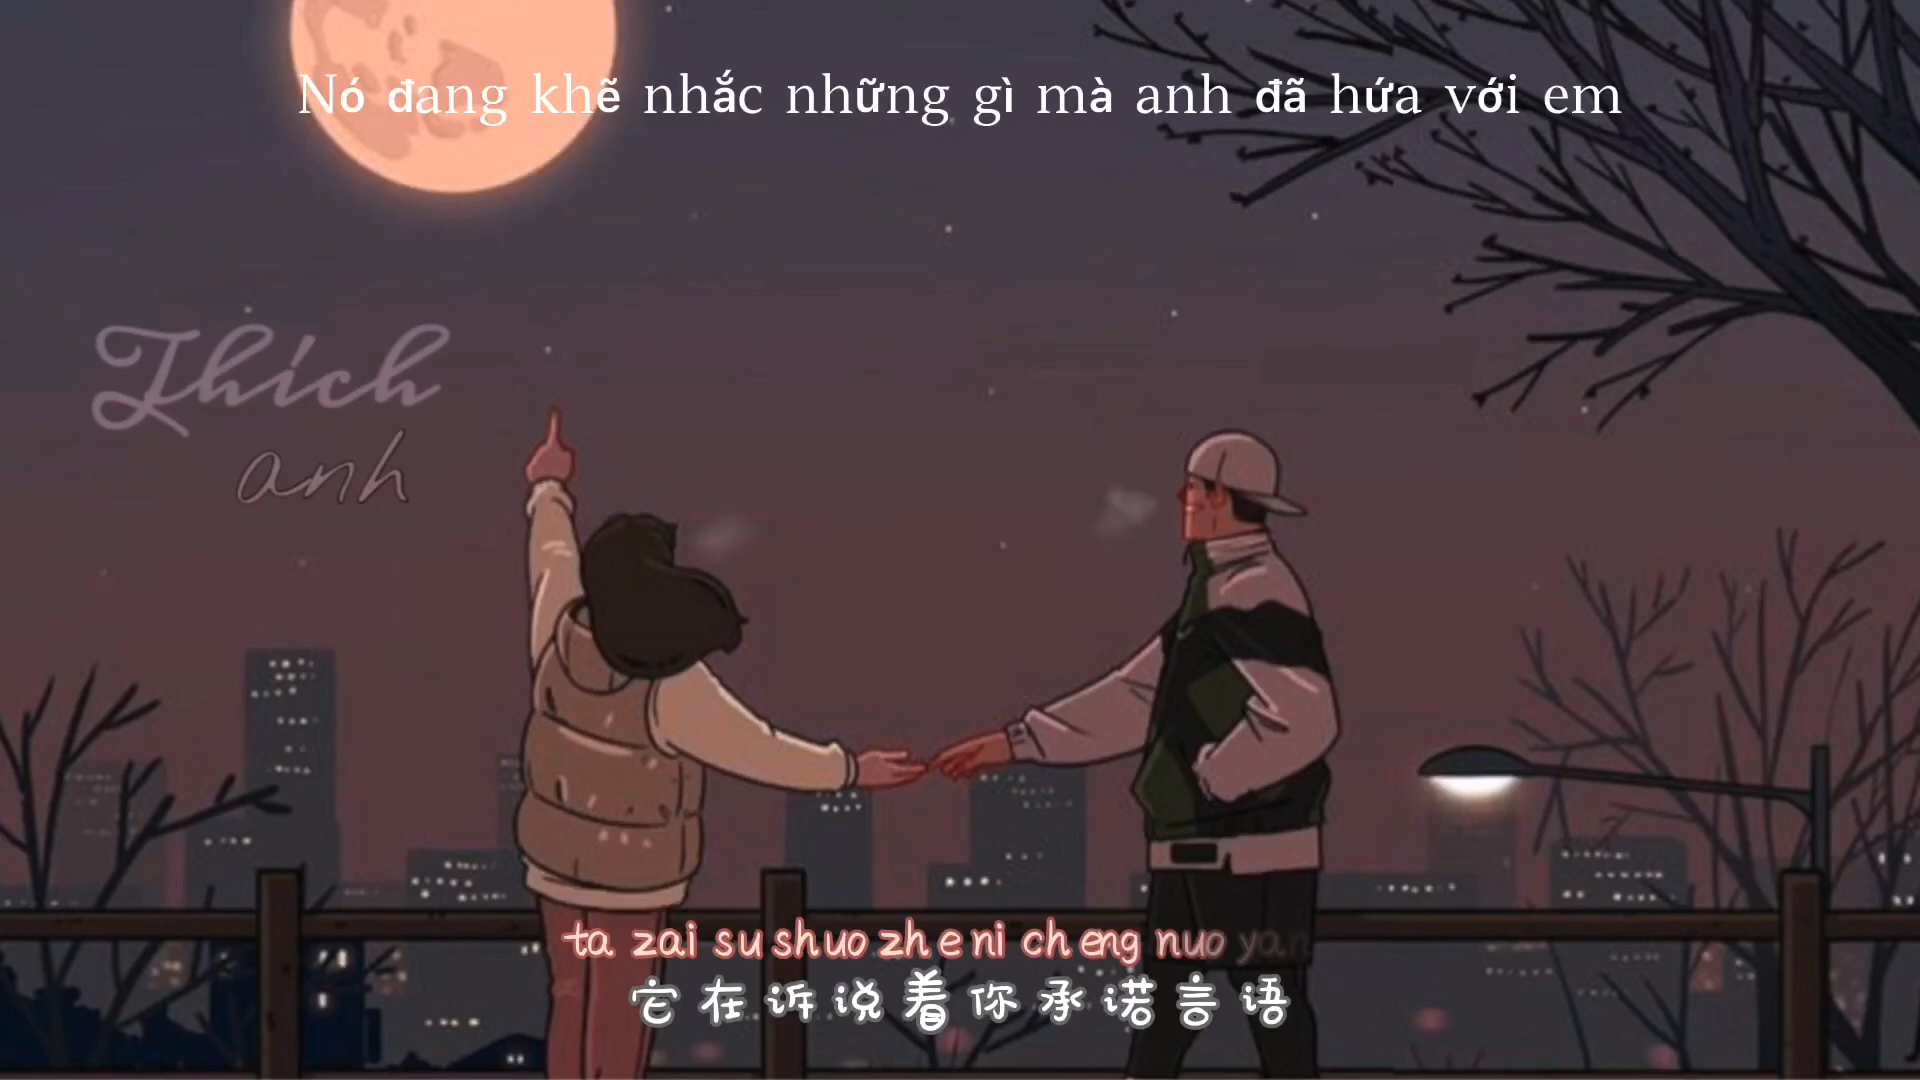 Nó đang khẽ nhắc những gì mà anh đã hứa với em
Thích
anh
ta zai su shuo zhe ni cheng nuo yan
它在诉说着你承诺言语